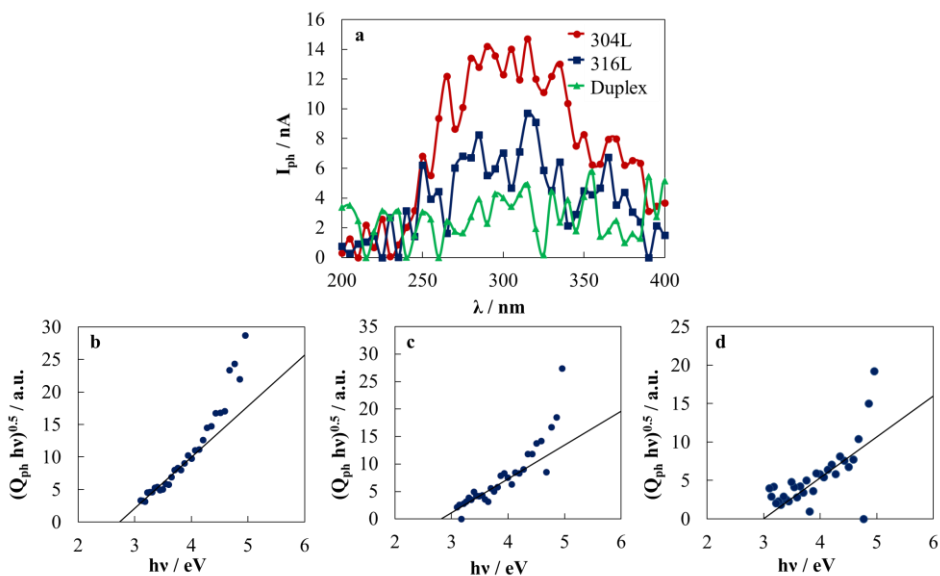 a
304L
316L
Duplex
I_ph / nA
16
14
12
10
8
6
4
2
0
200 250 300 350 400
λ / nm
b
(Q_ph hν)^0.5 / a.u.
30
25
20
15
10
5
0
2 3 4 5 6
hν / eV
c
(Q_ph hν)^0.5 / a.u.
35
30
25
20
15
10
5
0
2 3 4 5 6
hν / eV
d
(Q_ph hν)^0.5 / a.u.
25
20
15
10
5
0
2 3 4 5 6
hν / eV